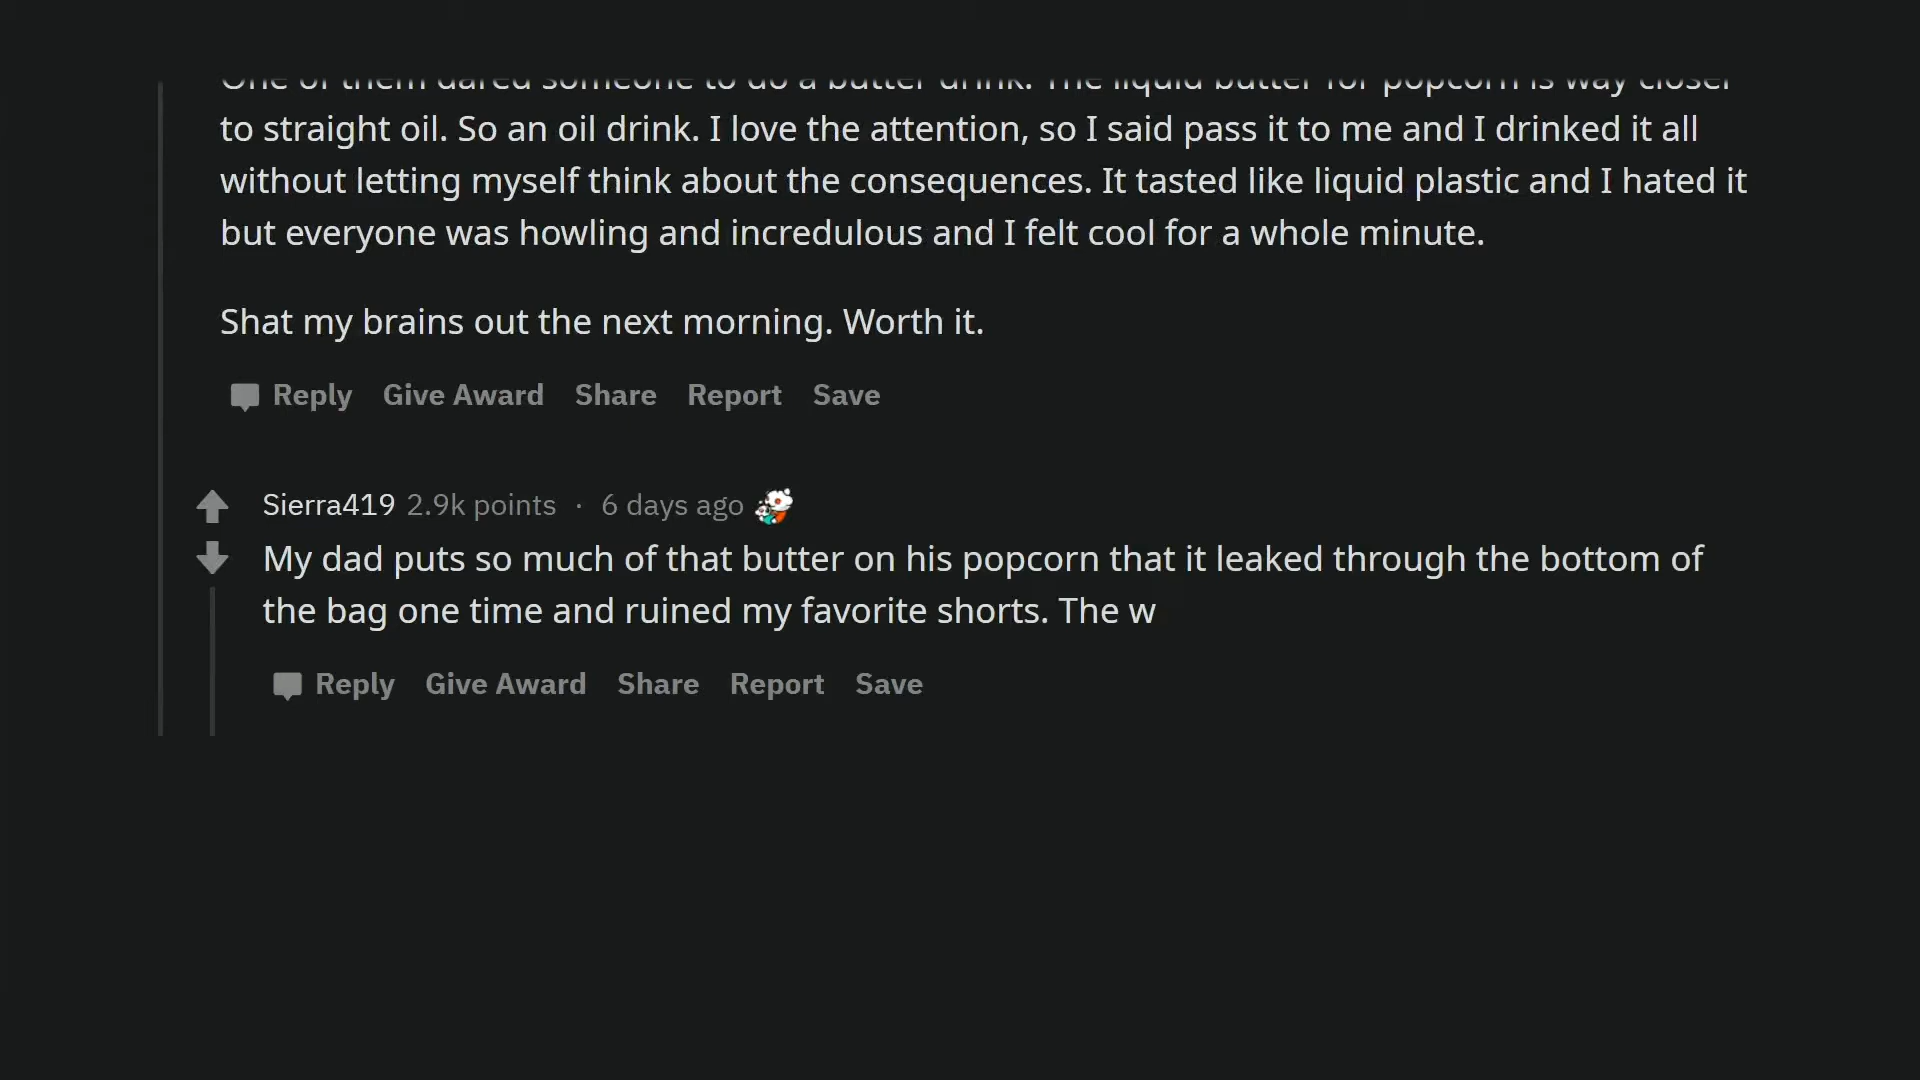 One of them dared someone to do a butter drink. The liquid butter for popcorn is way closer
to straight oil. So an oil drink. I love the attention, so I said pass it to me and I drinked it all
without letting myself think about the consequences. It tasted like liquid plastic and I hated it
but everyone was howling and incredulous and I felt cool for a whole minute.
Shat my brains out the next morning. Worth it.
Reply Give Award Share Report Save
Sierra419 2.9k points · 6 days ago
My dad puts so much of that butter on his popcorn that it leaked through the bottom of
the bag one time and ruined my favorite shorts. The w
Reply Give Award Share Report Save